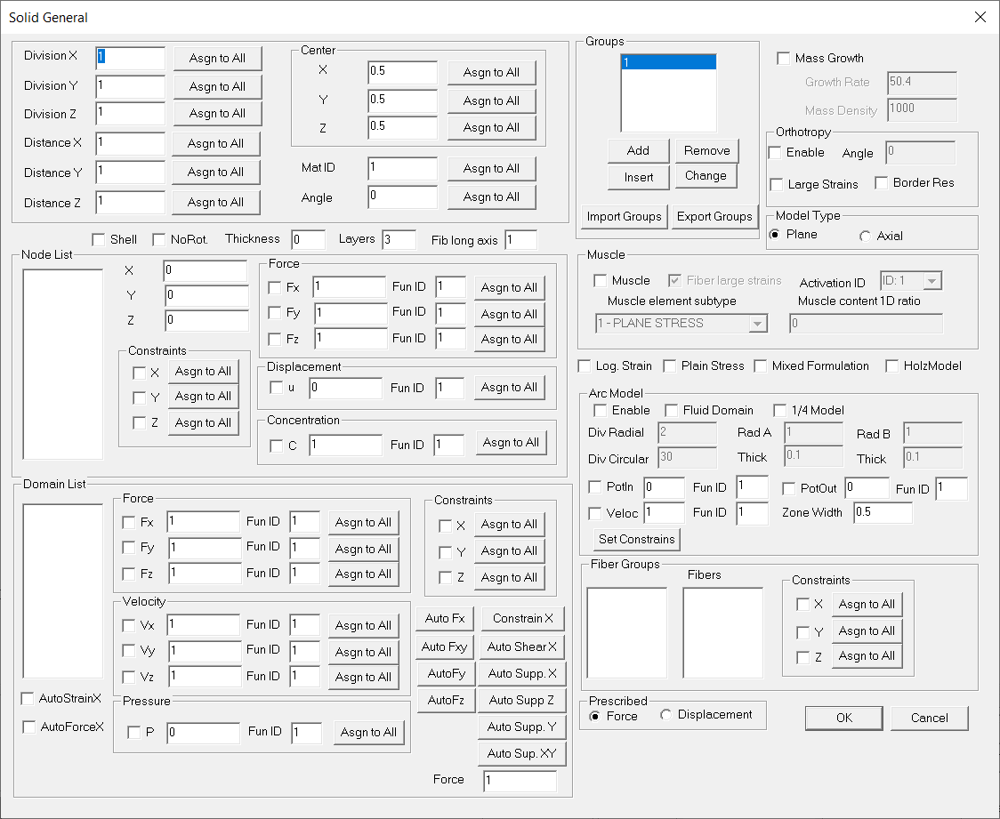 Solid General
Division X 1 Asgn to All
Division Y 1 Asgn to All
Division Z 1 Asgn to All
Distance X 1 Asgn to All
Distance Y 1 Asgn to All
Distance Z 1 Asgn to All
Center
X 0.5 Asgn to All
Y 0.5 Asgn to All
Z 0.5 Asgn to All
Mat ID 1 Asgn to All
Angle 0 Asgn to All
Shell NoRot. Thickness 0 Layers 3 Fib long axis 1
Node List
X 0
Y 0
Z 0
Constraints
X Asgn to All
Y Asgn to All
Z Asgn to All
Force
Fx 1 Fun ID 1 Asgn to All
Fy 1 Fun ID 1 Asgn to All
Fz 1 Fun ID 1 Asgn to All
Displacement
u 0 Fun ID 1 Asgn to All
Concentration
C 1 Fun ID 1 Asgn to All
Domain List
AutoStrainX
AutoForceX
Force
Fx 1 Fun ID 1 Asgn to All
Fy 1 Fun ID 1 Asgn to All
Fz 1 Fun ID 1 Asgn to All
Velocity
Vx 1 Fun ID 1 Asgn to All
Vy 1 Fun ID 1 Asgn to All
Vz 1 Fun ID 1 Asgn to All
Pressure
P 0 Fun ID 1 Asgn to All
Constraints
X Asgn to All
Y Asgn to All
Z Asgn to All
Auto Fx Constrain X
Auto Fxy Auto Shear X
AutoFy Auto Supp. X
AutoFz Auto Supp Z
Auto Supp. Y
Auto Sup. XY
Force 1
Groups
1
Add Remove
Insert Change
Import Groups Export Groups
Mass Growth
Growth Rate 50.4
Mass Density 1000
Orthotropy
Enable Angle 0
Large Strains Border Res
Model Type
Plane Axial
Muscle
Muscle Fiber large strains Activation ID ID: 1
Muscle element subtype Muscle content 1D ratio
1 - PLANE STRESS 0
Log. Strain Plain Stress Mixed Formulation HolzModel
Arc Model
Enable Fluid Domain 1/4 Model
Div Radial 2 Rad A 1 Rad B 1
Div Circular 30 Thick 0.1 Thick 0.1
PotIn 0 Fun ID 1 PotOut 0 Fun ID 1
Veloc 1 Fun ID 1 Zone Width 0.5
Set Constrains
Fiber Groups Fibers
Constraints
X Asgn to All
Y Asgn to All
Z Asgn to All
Prescribed
Force Displacement
OK Cancel